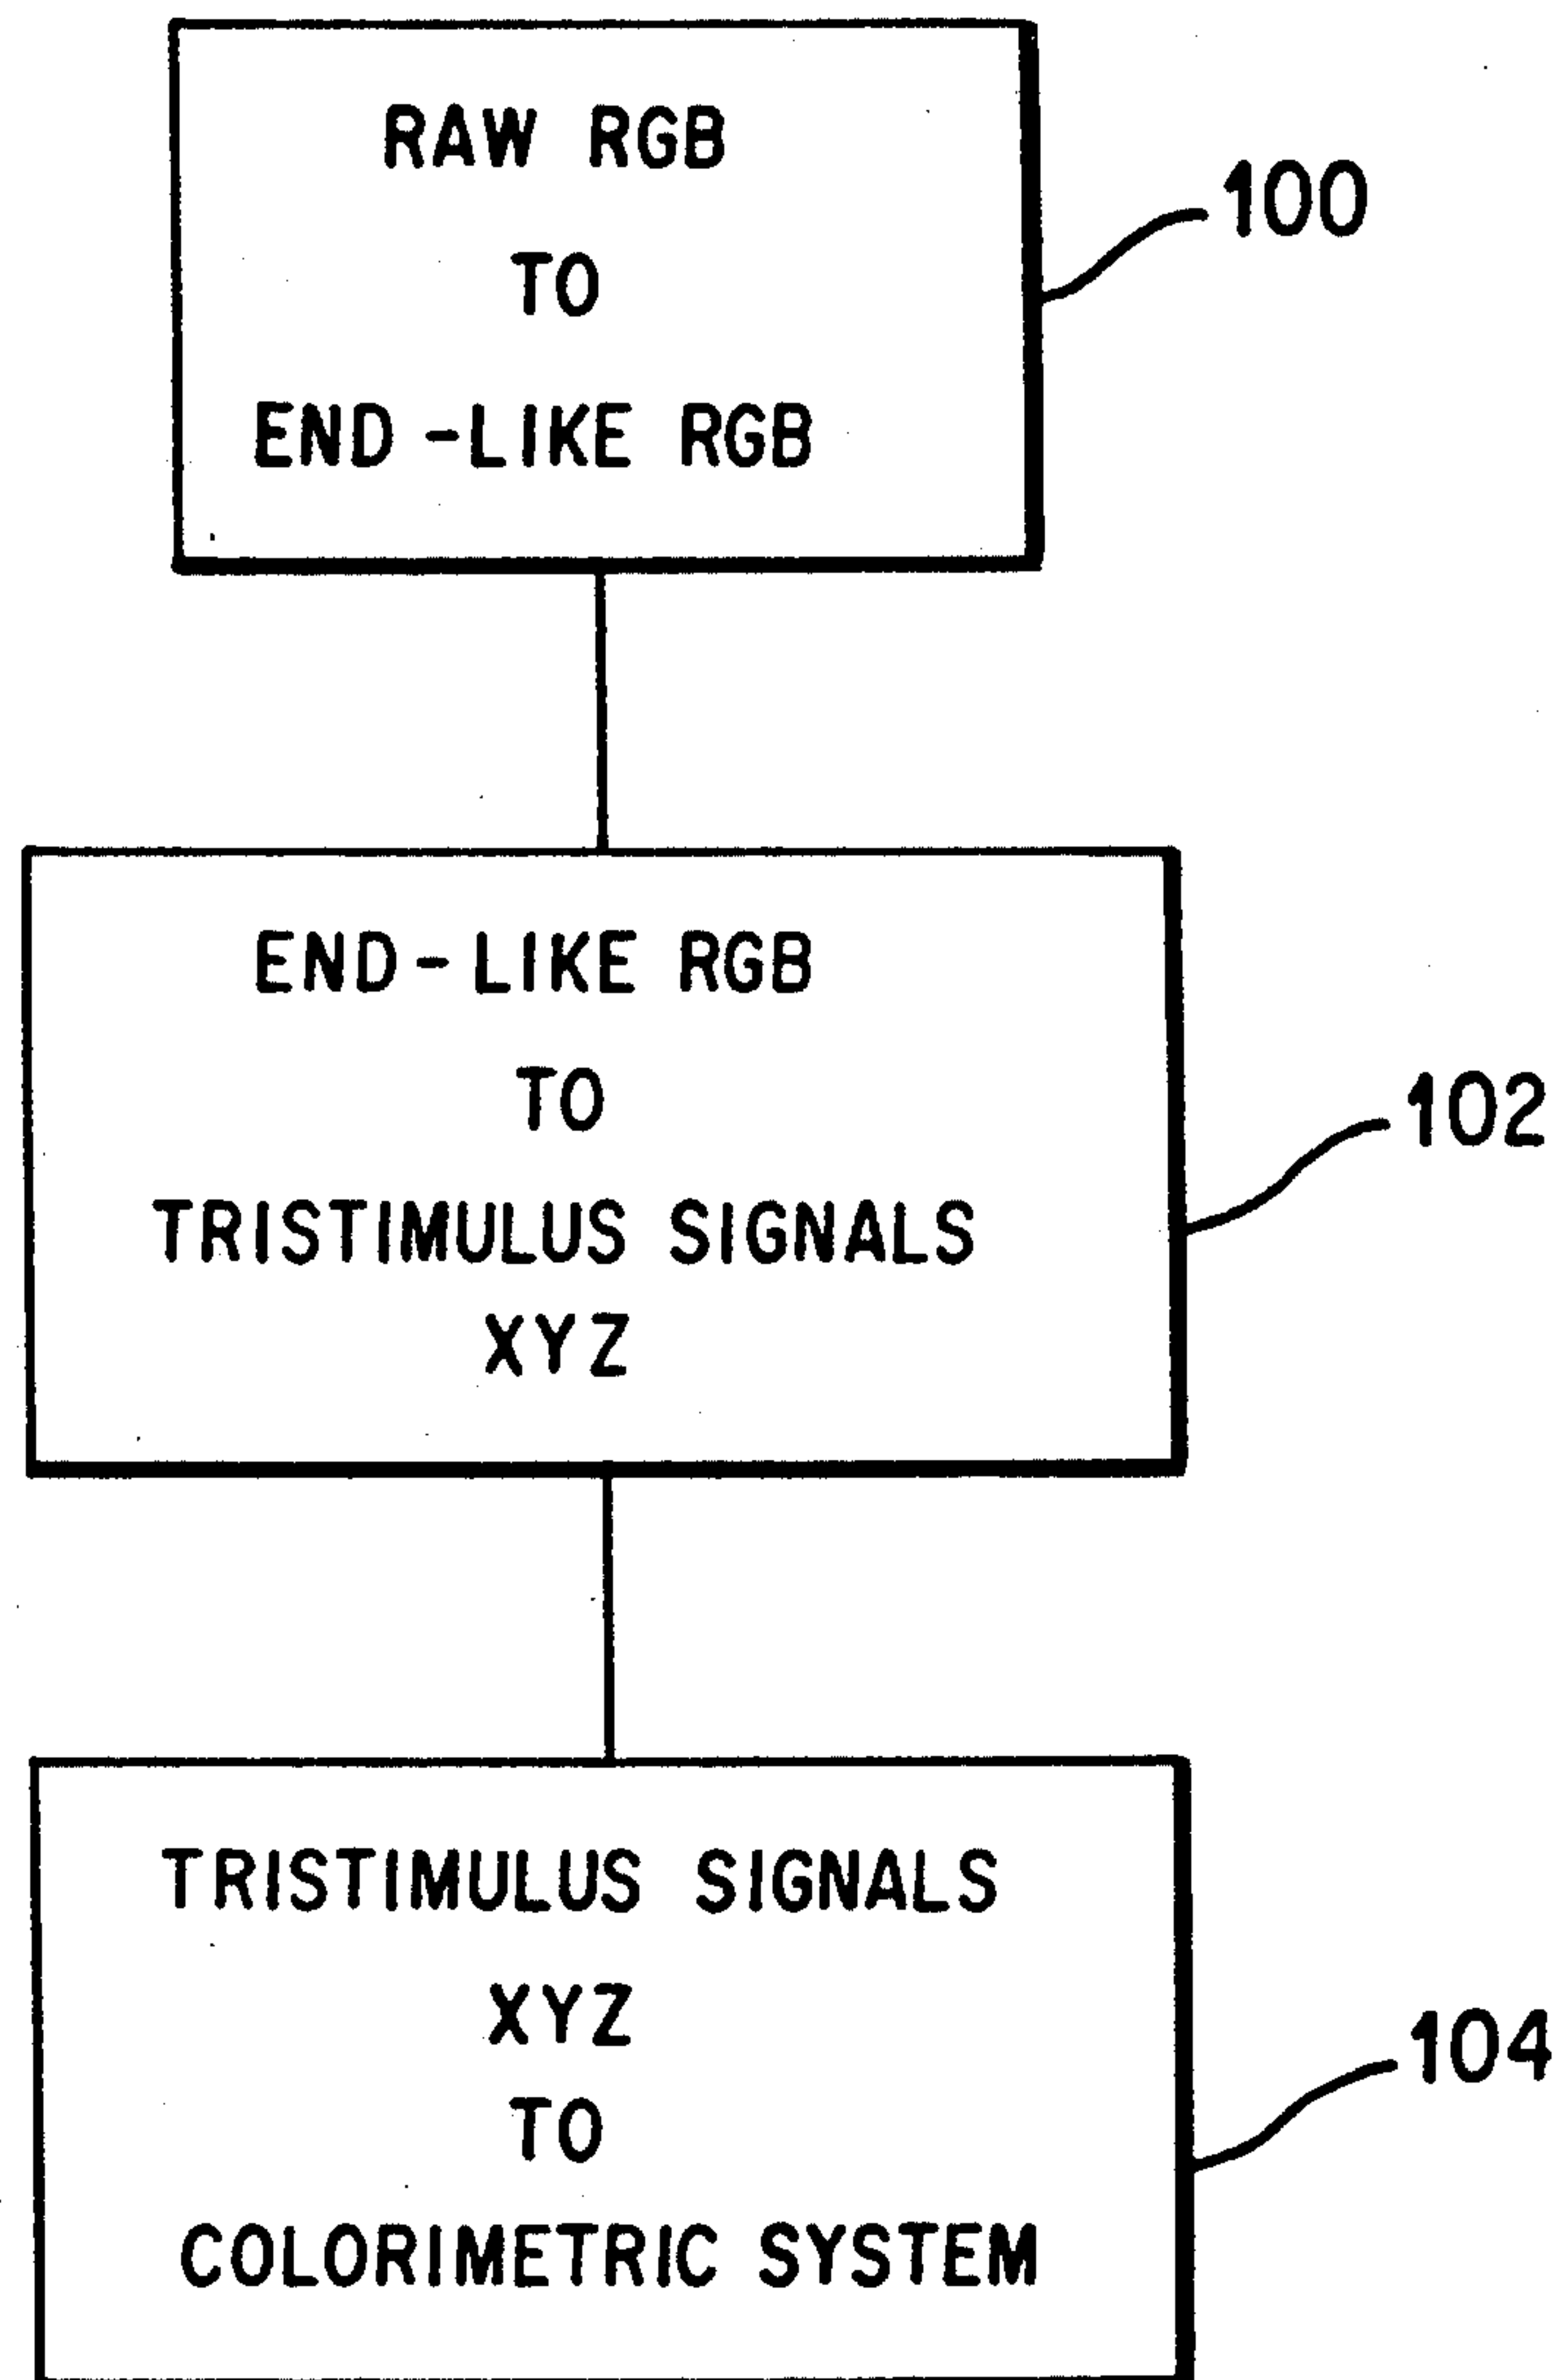 RAW RGB
TO
END-LIKE RGB
100
END-LIKE RGB
TO
TRISTIMULUS SIGNALS
XYZ
102
TRISTIMULUS SIGNALS
XYZ
TO
COLORIMETRIC SYSTEM
104